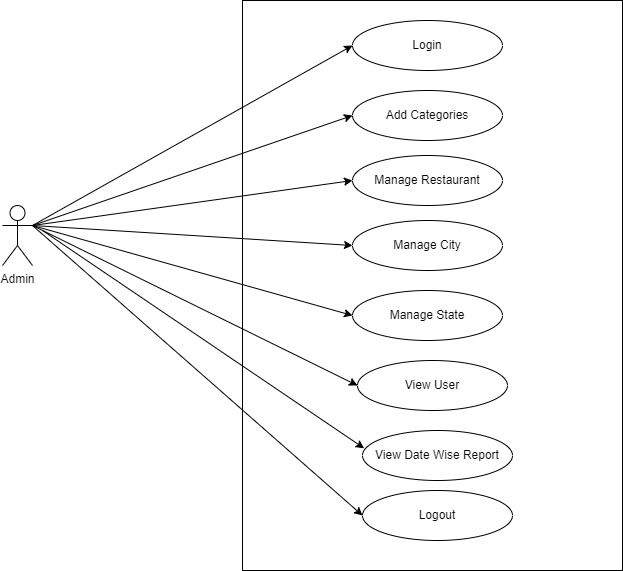 Login
Add Categories
Manage Restaurant
Manage City
Admin
Manage State
View User
View Date Wise Report
Logout